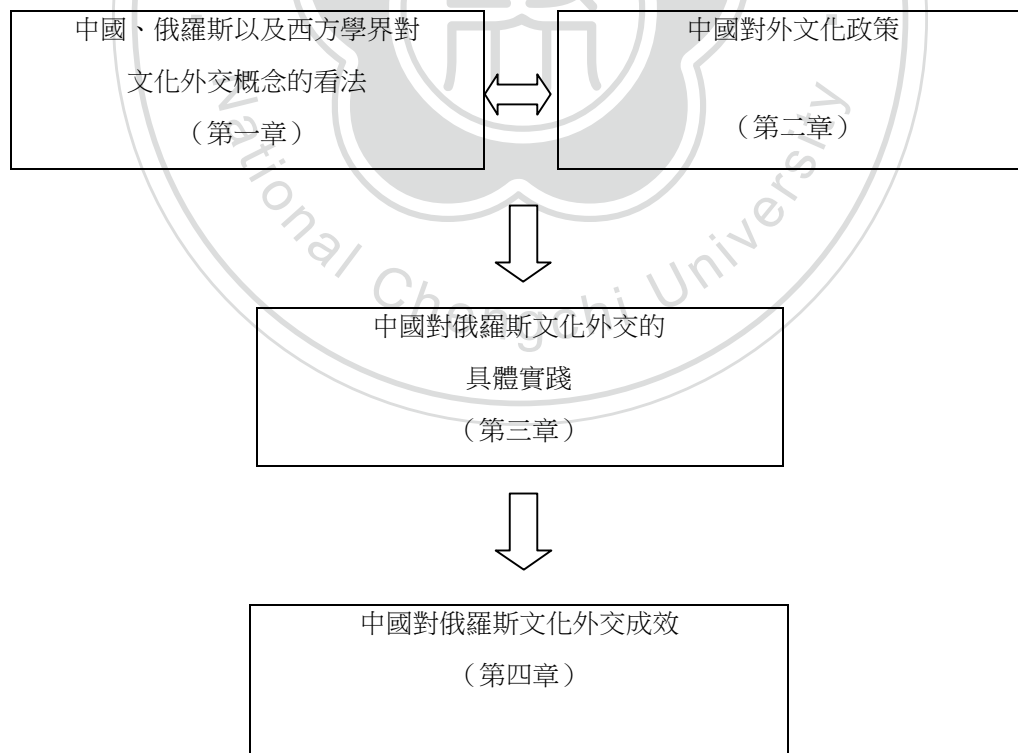 中國、俄羅斯以及西方學界對
文化外交概念的看法
（第一章）
中國對外文化政策
（第二章）
中國對俄羅斯文化外交的
具體實踐
（第三章）
中國對俄羅斯文化外交成效
（第四章）
National Chengchi University